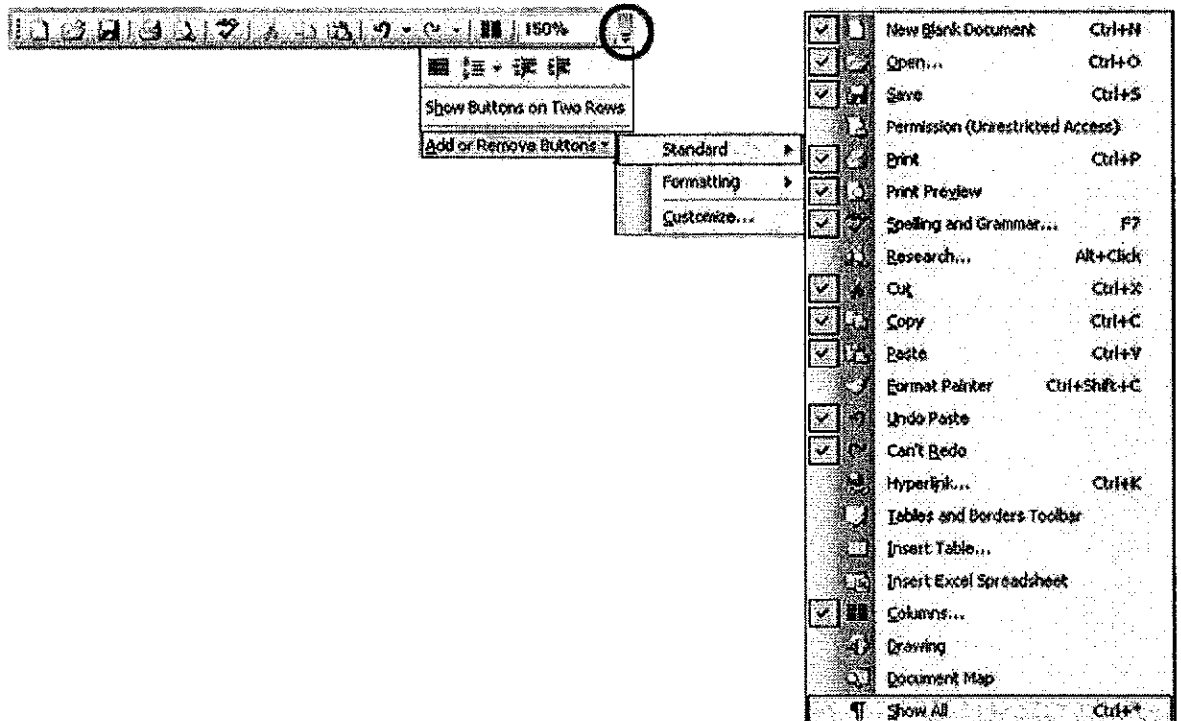 150%
Show Buttons on Two Rows
Add or Remove Buttons
Standard
Formatting
Customize...
New Blank Document Ctrl+N
Open... Ctrl+O
Save Ctrl+S
Permission (Unrestricted Access)
Print Ctrl+P
Print Preview
Spelling and Grammar... F7
Research... Alt+Click
Cut Ctrl+X
Copy Ctrl+C
Paste Ctrl+V
Format Painter Ctrl+Shift+C
Undo Paste
Can't Redo
Hyperlink... Ctrl+K
Tables and Borders Toolbar
Insert Table...
Insert Excel Spreadsheet
Columns...
Drawing
Document Map
¶ Show All Ctrl+*